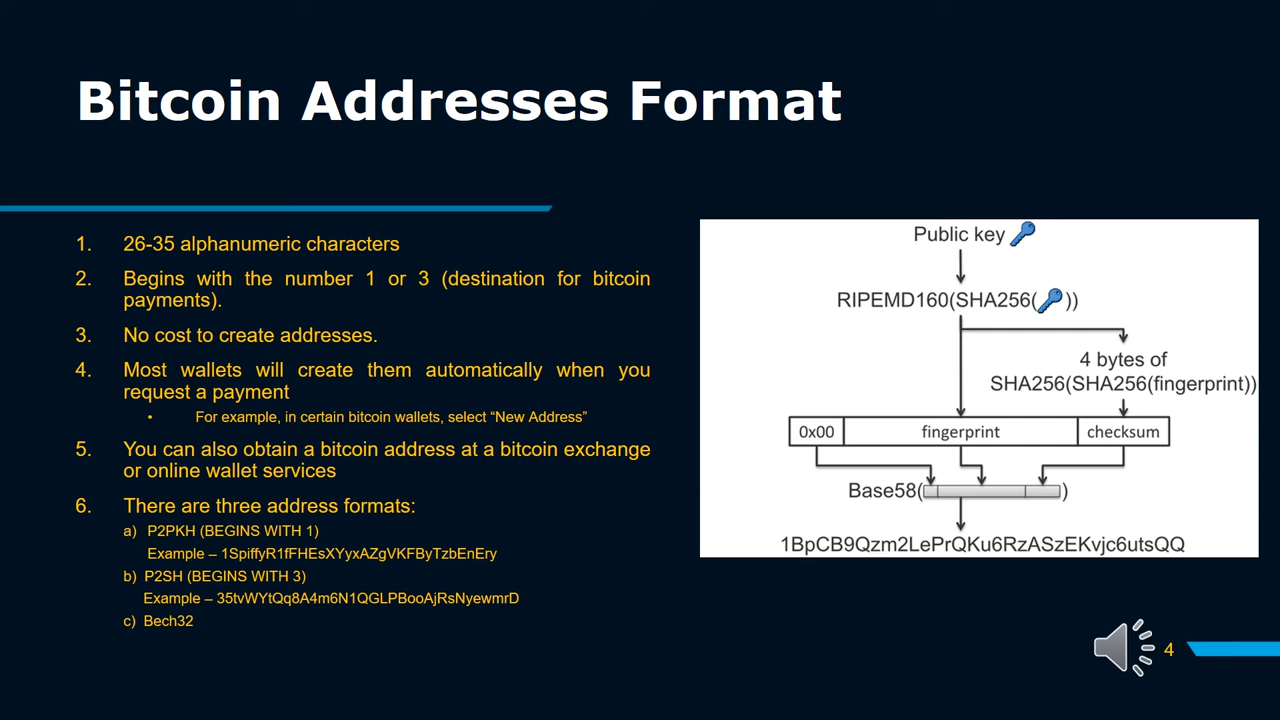 Bitcoin Addresses Format
1. 26-35 alphanumeric characters
2. Begins with the number 1 or 3 (destination for bitcoin
payments).
3. No cost to create addresses.
4. Most wallets will create them automatically when you
request a payment
• For example, in certain bitcoin wallets, select “New Address”
5. You can also obtain a bitcoin address at a bitcoin exchange
or online wallet services
6. There are three address formats:
a) P2PKH (BEGINS WITH 1)
Example – 1SpiffyR1fFHEsXYyxAZgVKFByTzbEnEry
b) P2SH (BEGINS WITH 3)
Example – 35tvWYtQq8A4m6N1QGLPBooAjRsNyewmrD
c) Bech32
Public key
RIPEMD160(SHA256( ))
4 bytes of
SHA256(SHA256(fingerprint))
0x00 fingerprint checksum
Base58( )
1BpCB9Qzm2LePrQKu6RzASzEKvjc6utsQQ
4